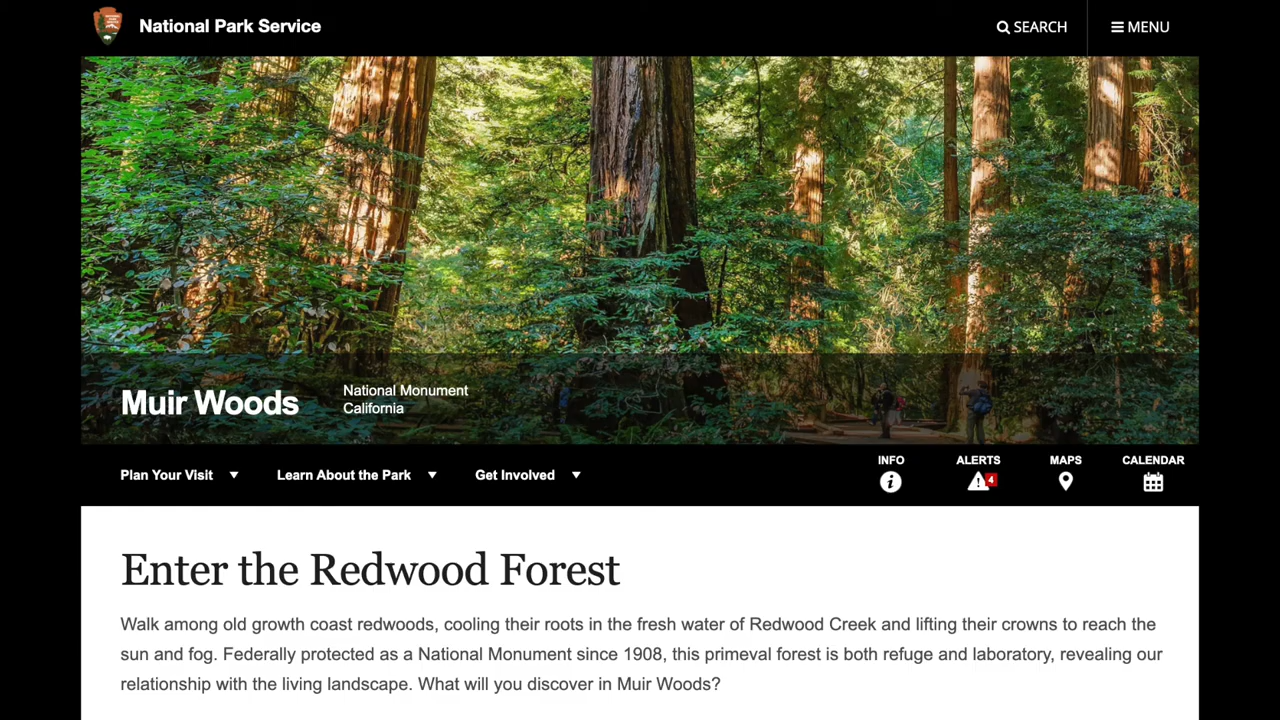 National Park Service
SEARCH
MENU
Muir Woods
National Monument
California
Plan Your Visit
Learn About the Park
Get Involved
INFO
ALERTS
4
MAPS
CALENDAR
Enter the Redwood Forest
Walk among old growth coast redwoods, cooling their roots in the fresh water of Redwood Creek and lifting their crowns to reach the
sun and fog. Federally protected as a National Monument since 1908, this primeval forest is both refuge and laboratory, revealing our
relationship with the living landscape. What will you discover in Muir Woods?